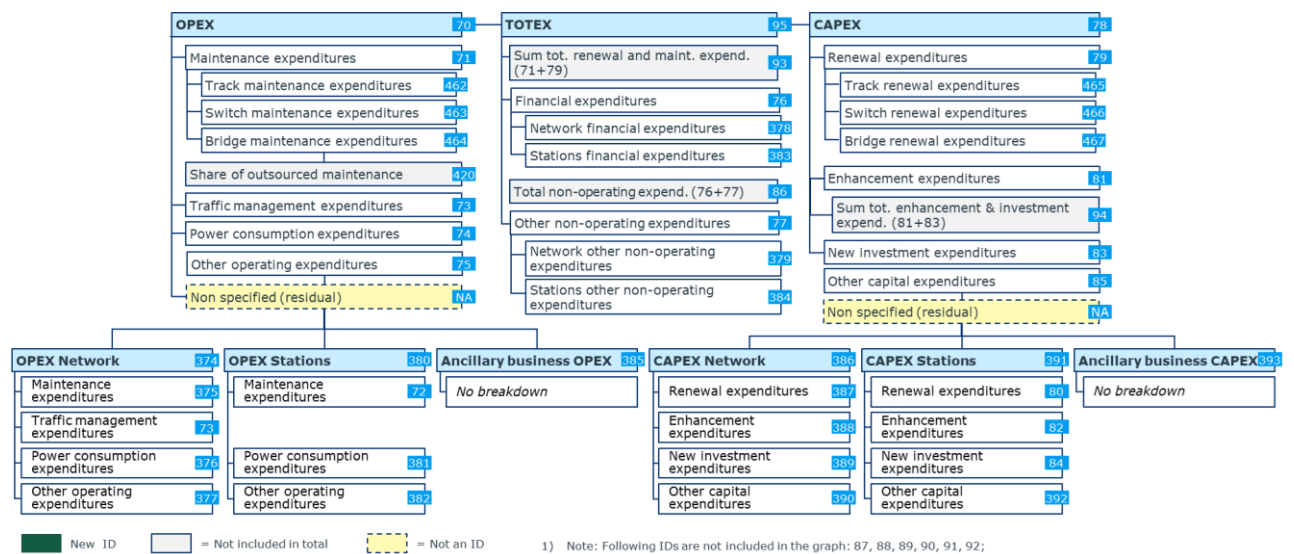 OPEX 70
TOTEX 95
CAPEX 78
Maintenance expenditures 71
Track maintenance expenditures 462
Switch maintenance expenditures 463
Bridge maintenance expenditures 464
Share of outsourced maintenance 420
Traffic management expenditures 73
Power consumption expenditures 74
Other operating expenditures 75
Non specified (residual) NA
Sum tot. renewal and maint. expend.
(71+79) 93
Financial expenditures 76
Network financial expenditures 378
Stations financial expenditures 383
Total non-operating expend. (76+77) 86
Other non-operating expenditures 77
Network other non-operating
expenditures 379
Stations other non-operating
expenditures 384
Renewal expenditures 79
Track renewal expenditures 465
Switch renewal expenditures 466
Bridge renewal expenditures 467
Enhancement expenditures 81
Sum tot. enhancement & investment
expend. (81+83) 94
New investment expenditures 83
Other capital expenditures 85
Non specified (residual) NA
OPEX Network 374
Maintenance
expenditures 375
Traffic management
expenditures 73
Power consumption
expenditures 376
Other operating
expenditures 377
OPEX Stations 380
Maintenance
expenditures 72
Power consumption
expenditures 381
Other operating
expenditures 382
Ancillary business OPEX 385
No breakdown
CAPEX Network 386
Renewal expenditures 387
Enhancement
expenditures 388
New investment
expenditures 389
Other capital
expenditures 390
CAPEX Stations 391
Renewal expenditures 80
Enhancement
expenditures 82
New investment
expenditures 84
Other capital
expenditures 392
Ancillary business CAPEX 393
No breakdown
New ID
= Not included in total
= Not an ID
1) Note: Following IDs are not included in the graph: 87, 88, 89, 90, 91, 92;